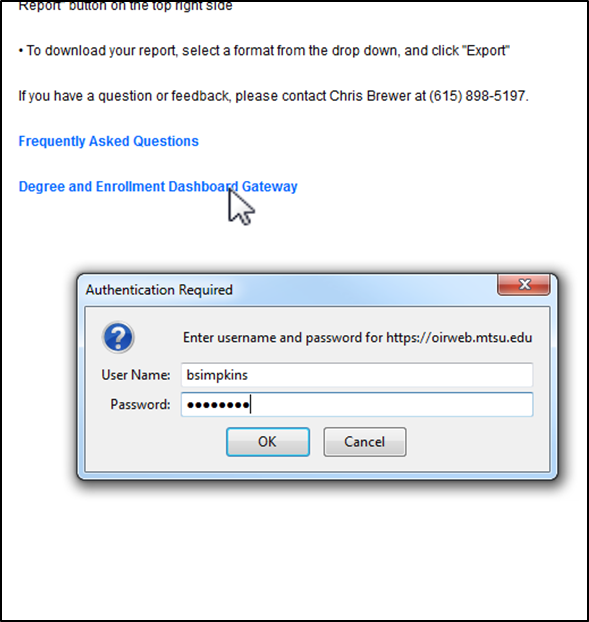 Report" button on the top right side
• To download your report, select a format from the drop down, and click "Export"
If you have a question or feedback, please contact Chris Brewer at (615) 898-5197.
Frequently Asked Questions
Degree and Enrollment Dashboard Gateway
Authentication Required
Enter username and password for https://oirweb.mtsu.edu
User Name: bsimpkins
Password: ●●●●●●●●
OK Cancel